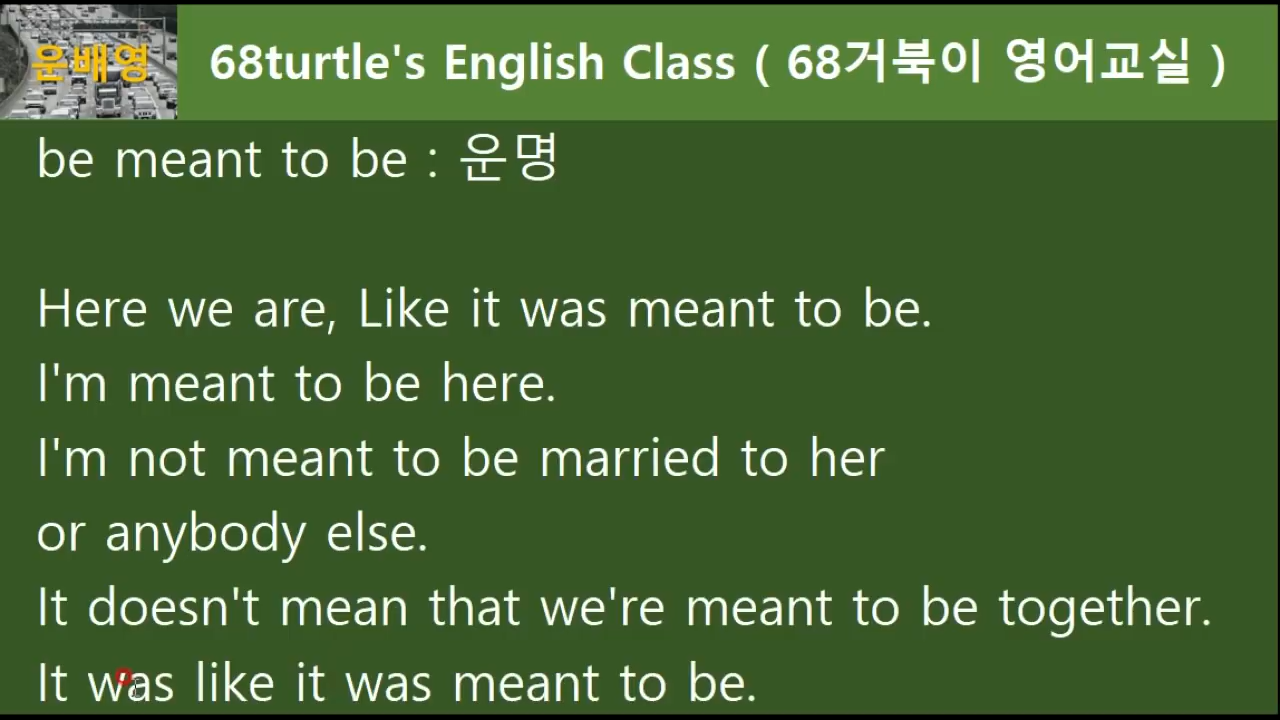 운배영
68turtle's English Class ( 68거북이 영어교실 )
be meant to be : 운명
Here we are, Like it was meant to be.
I'm meant to be here.
I'm not meant to be married to her
or anybody else.
It doesn't mean that we're meant to be together.
It was like it was meant to be.